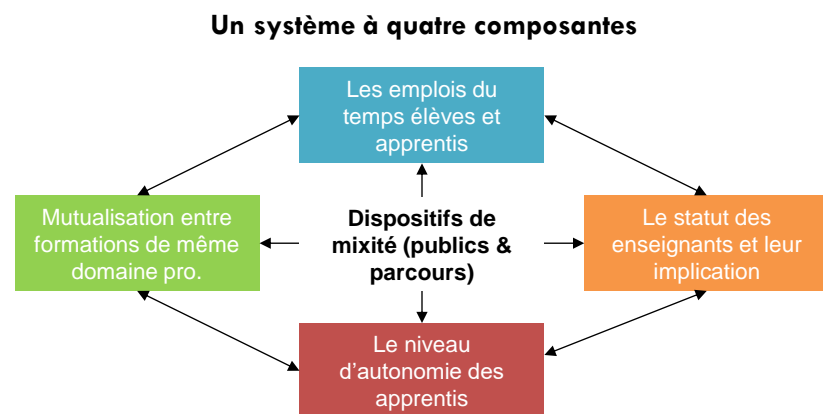 Un système à quatre composantes
Les emplois du
temps élèves et
apprentis
Mutualisation entre
formations de même
domaine pro.
Dispositifs de
mixité (publics &
parcours)
Le statut des
enseignants et leur
implication
Le niveau
d’autonomie des
apprentis